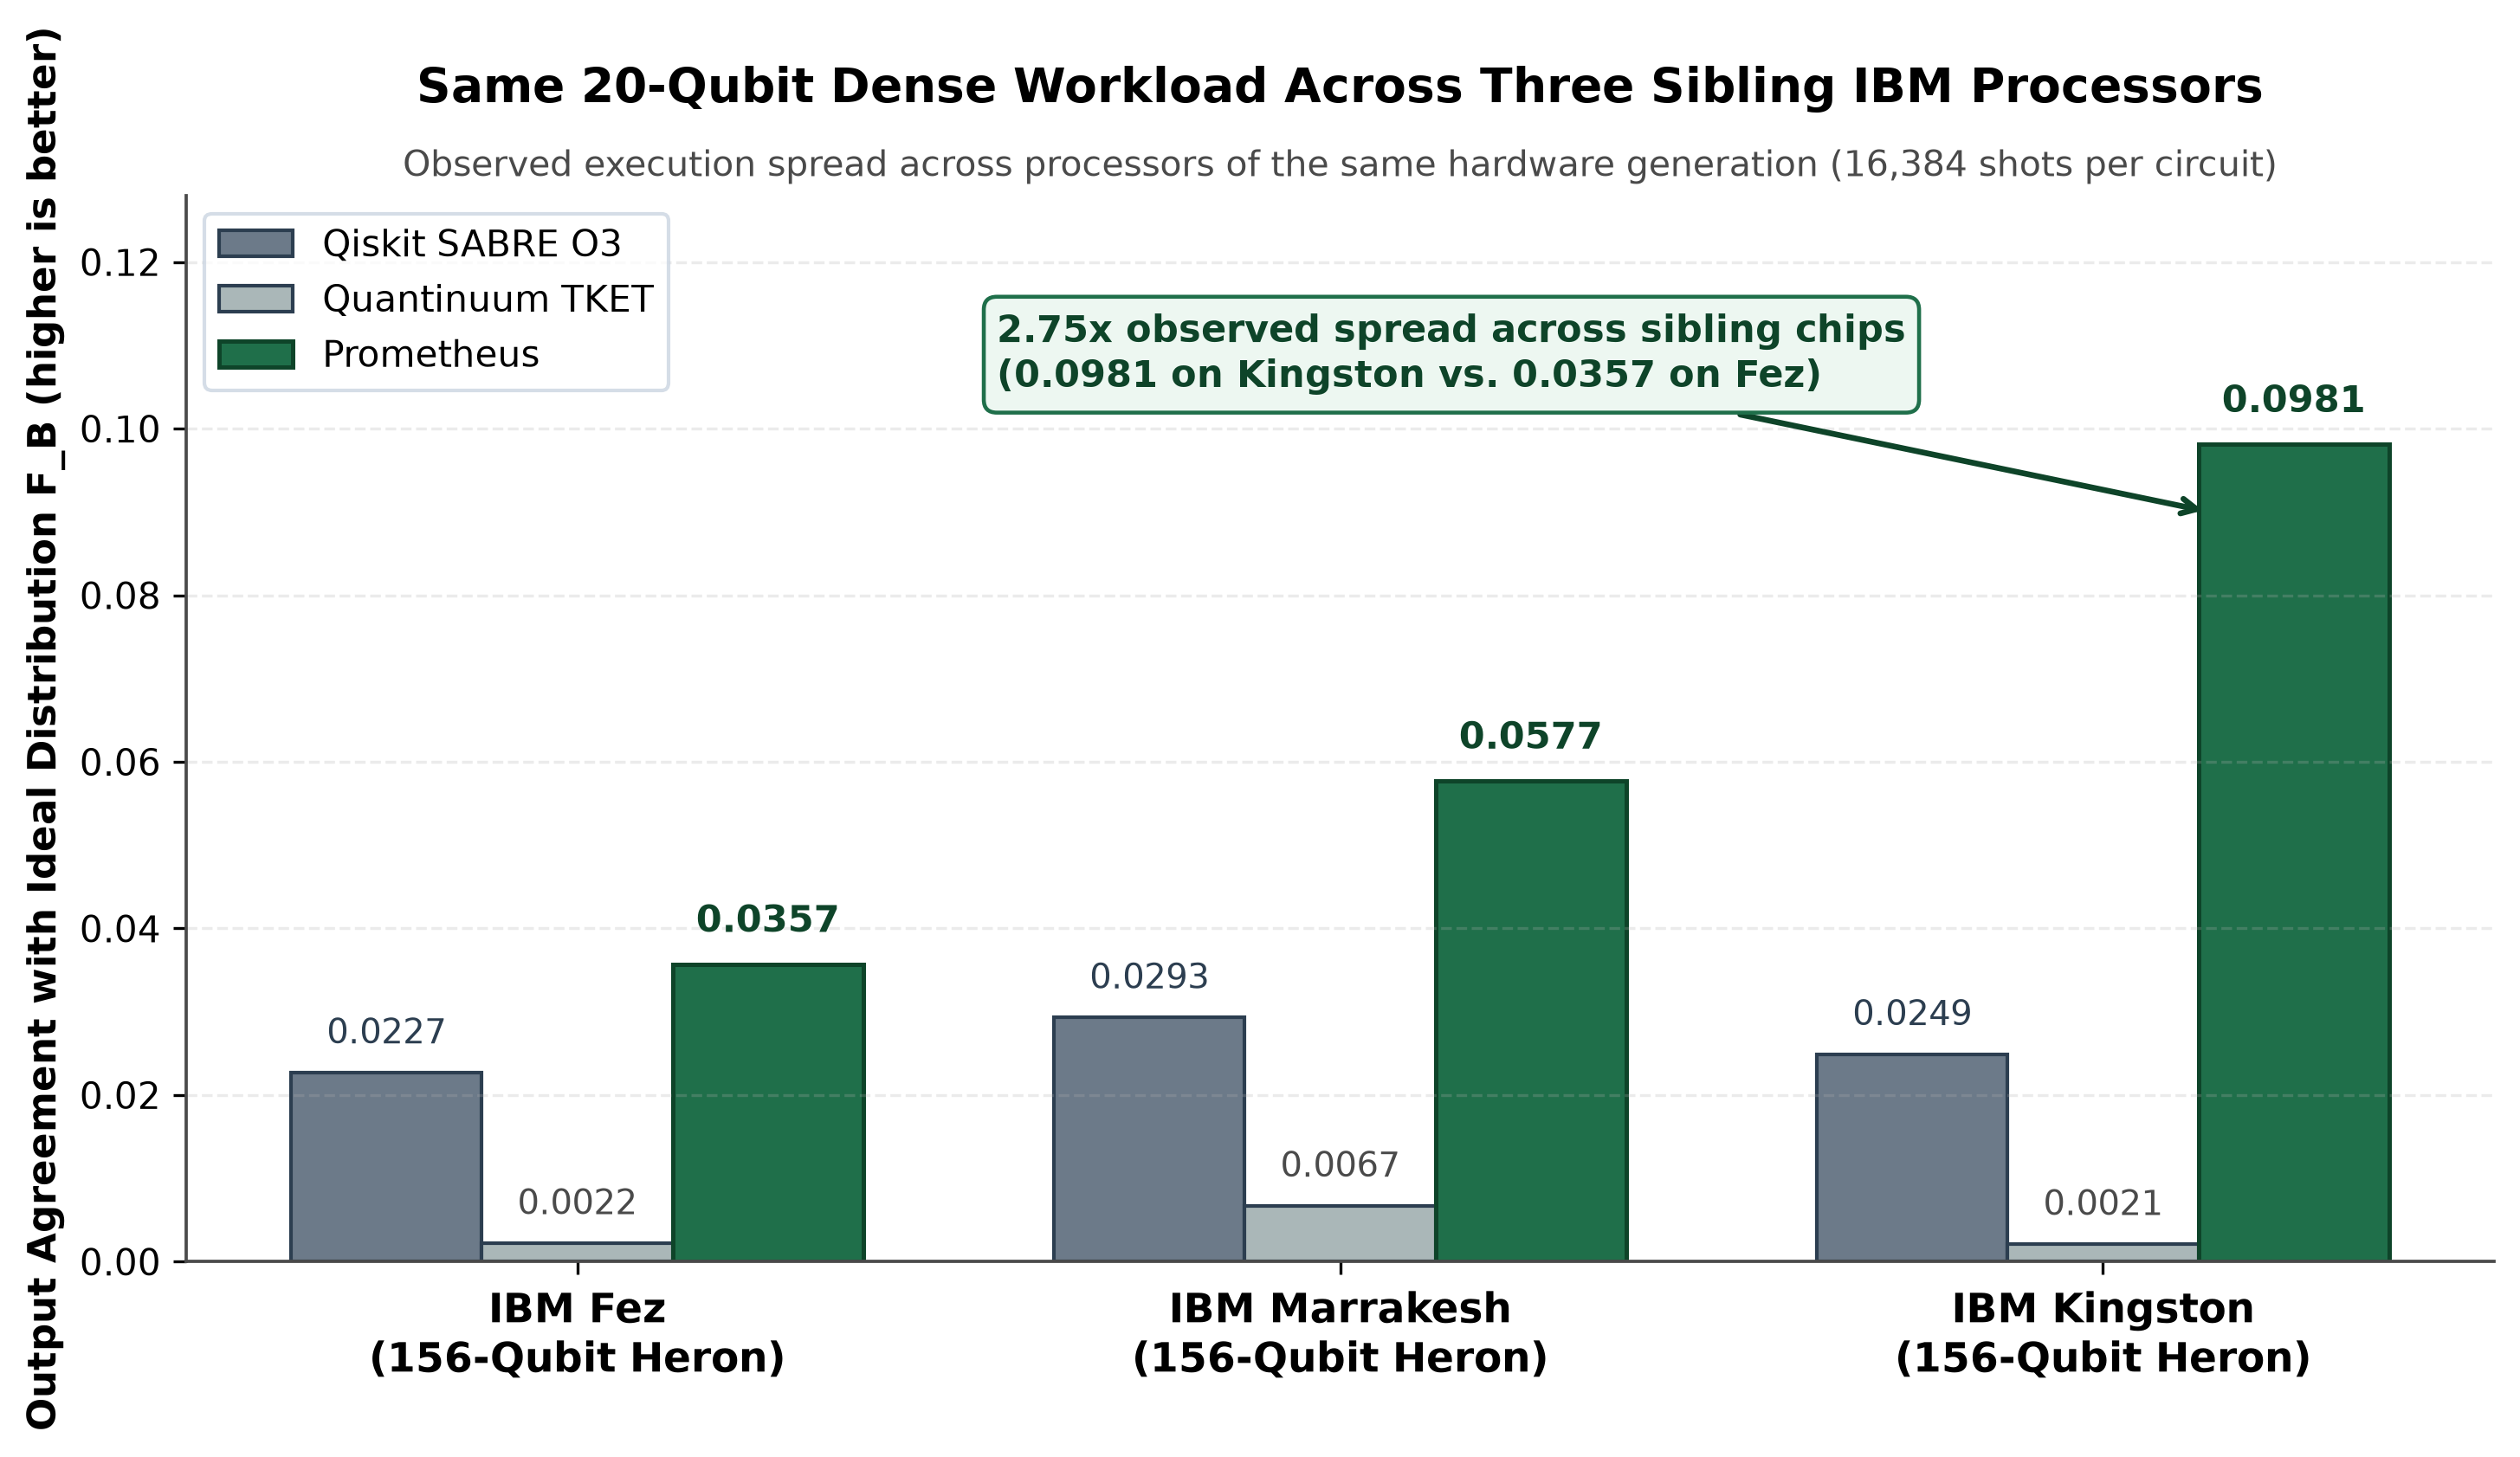 Same 20-Qubit Dense Workload Across Three Sibling IBM Processors
Observed execution spread across processors of the same hardware generation (16,384 shots per circuit)
Output Agreement with Ideal Distribution F_B (higher is better)
Qiskit SABRE O3
Quantinuum TKET
Prometheus
2.75x observed spread across sibling chips
(0.0981 on Kingston vs. 0.0357 on Fez)
0.12
0.10
0.08
0.06
0.04
0.02
0.00
0.0227
0.0022
0.0357
0.0293
0.0067
0.0577
0.0249
0.0021
0.0981
IBM Fez
(156-Qubit Heron)
IBM Marrakesh
(156-Qubit Heron)
IBM Kingston
(156-Qubit Heron)